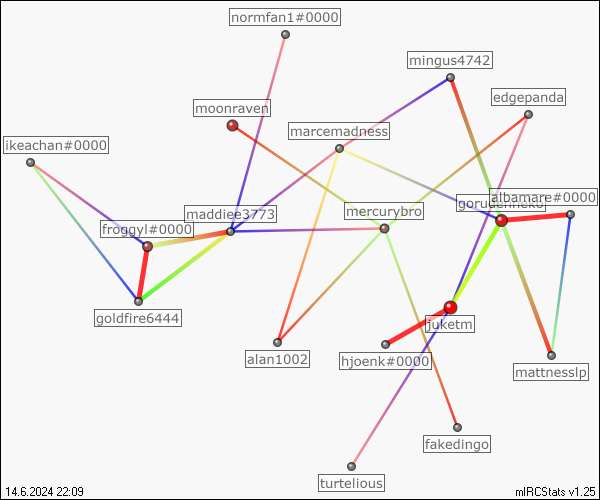 normfan1#0000
mingus4742
edgepanda
moonraven
marcemadness
ikeachan#0000
albamare#0000
maddiee3773
mercurybro
froggyl#0000
goldfire6444
juketm
alan1002
hjoenk#0000
mattnesslp
fakedingo
turtelious
14.6.2024 22:09
mIRCStats v1.25